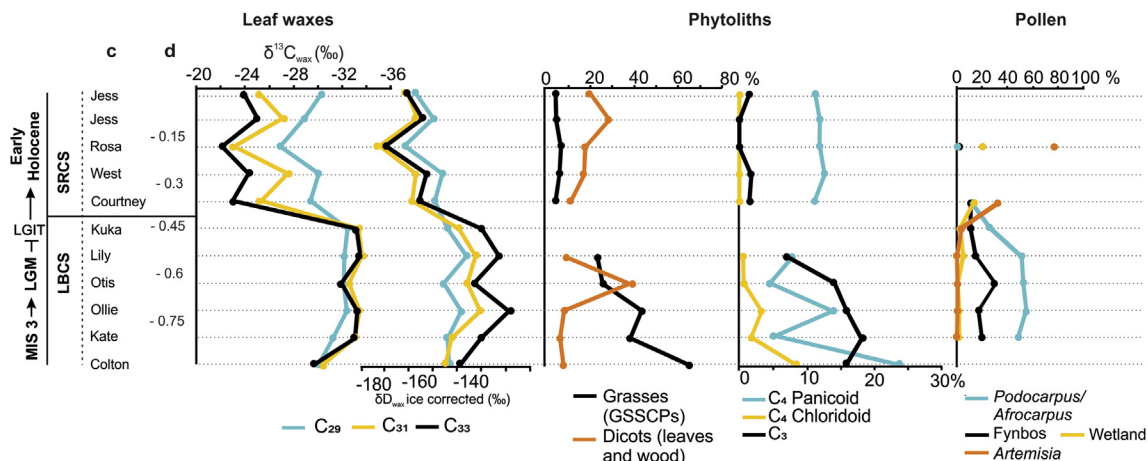 Leaf waxes
Phytoliths
Pollen
c
d
δ13Cwax (‰)
-20 -24 -28 -32 -36
0 20 40 60 80 %
0 20 40 60 80 100 %
Early
Holocene
LGIT
LGM
MIS 3
SRCS
LBCS
Jess
Jess
Rosa
West
Courtney
Kuka
Lily
Otis
Ollie
Kate
Colton
- 0.15
- 0.3
- 0.45
- 0.6
- 0.75
-180 -160 -140
δDwax ice corrected (‰)
0 10 20 30%
C29 C31 C33
Grasses
(GSSCPs)
Dicots (leaves
and wood)
C4 Panicoid
C4 Chloridoid
C3
Podocarpus/
Afrocarpus
Fynbos Wetland
Artemisia